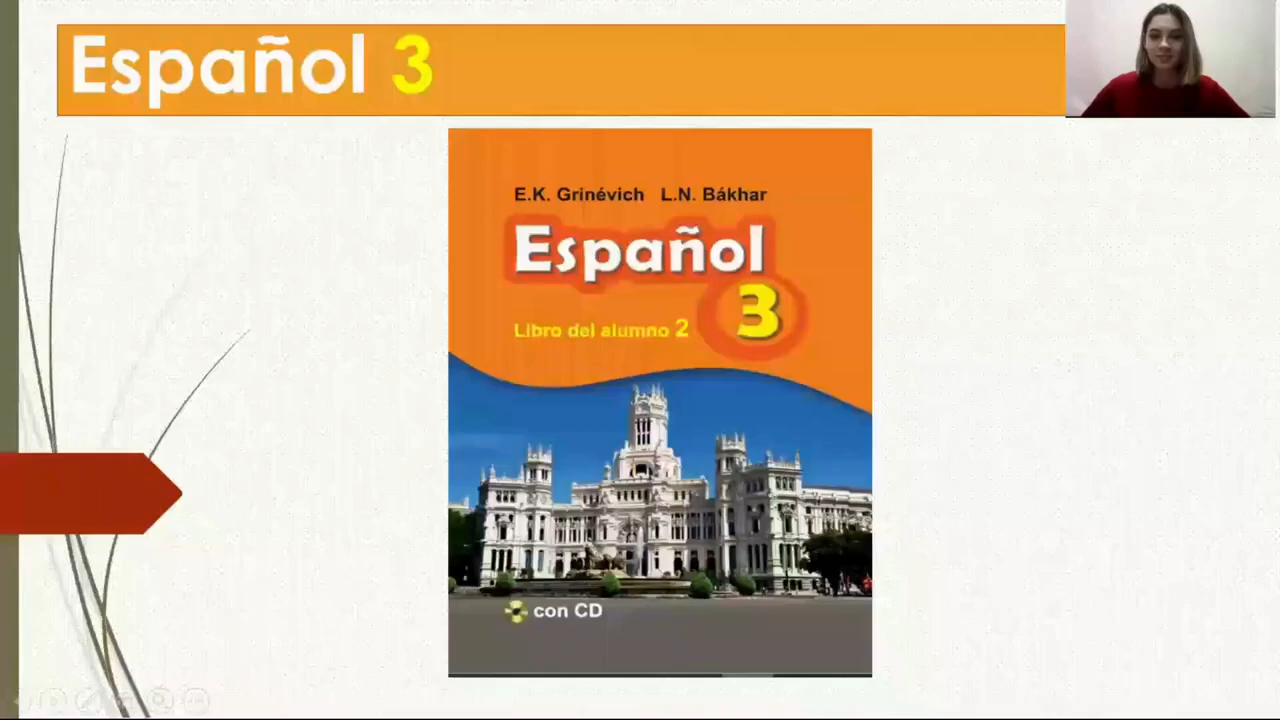 Español 3
E.K. Grinévich L.N. Bákhar
Español
3
Libro del alumno 2
con CD